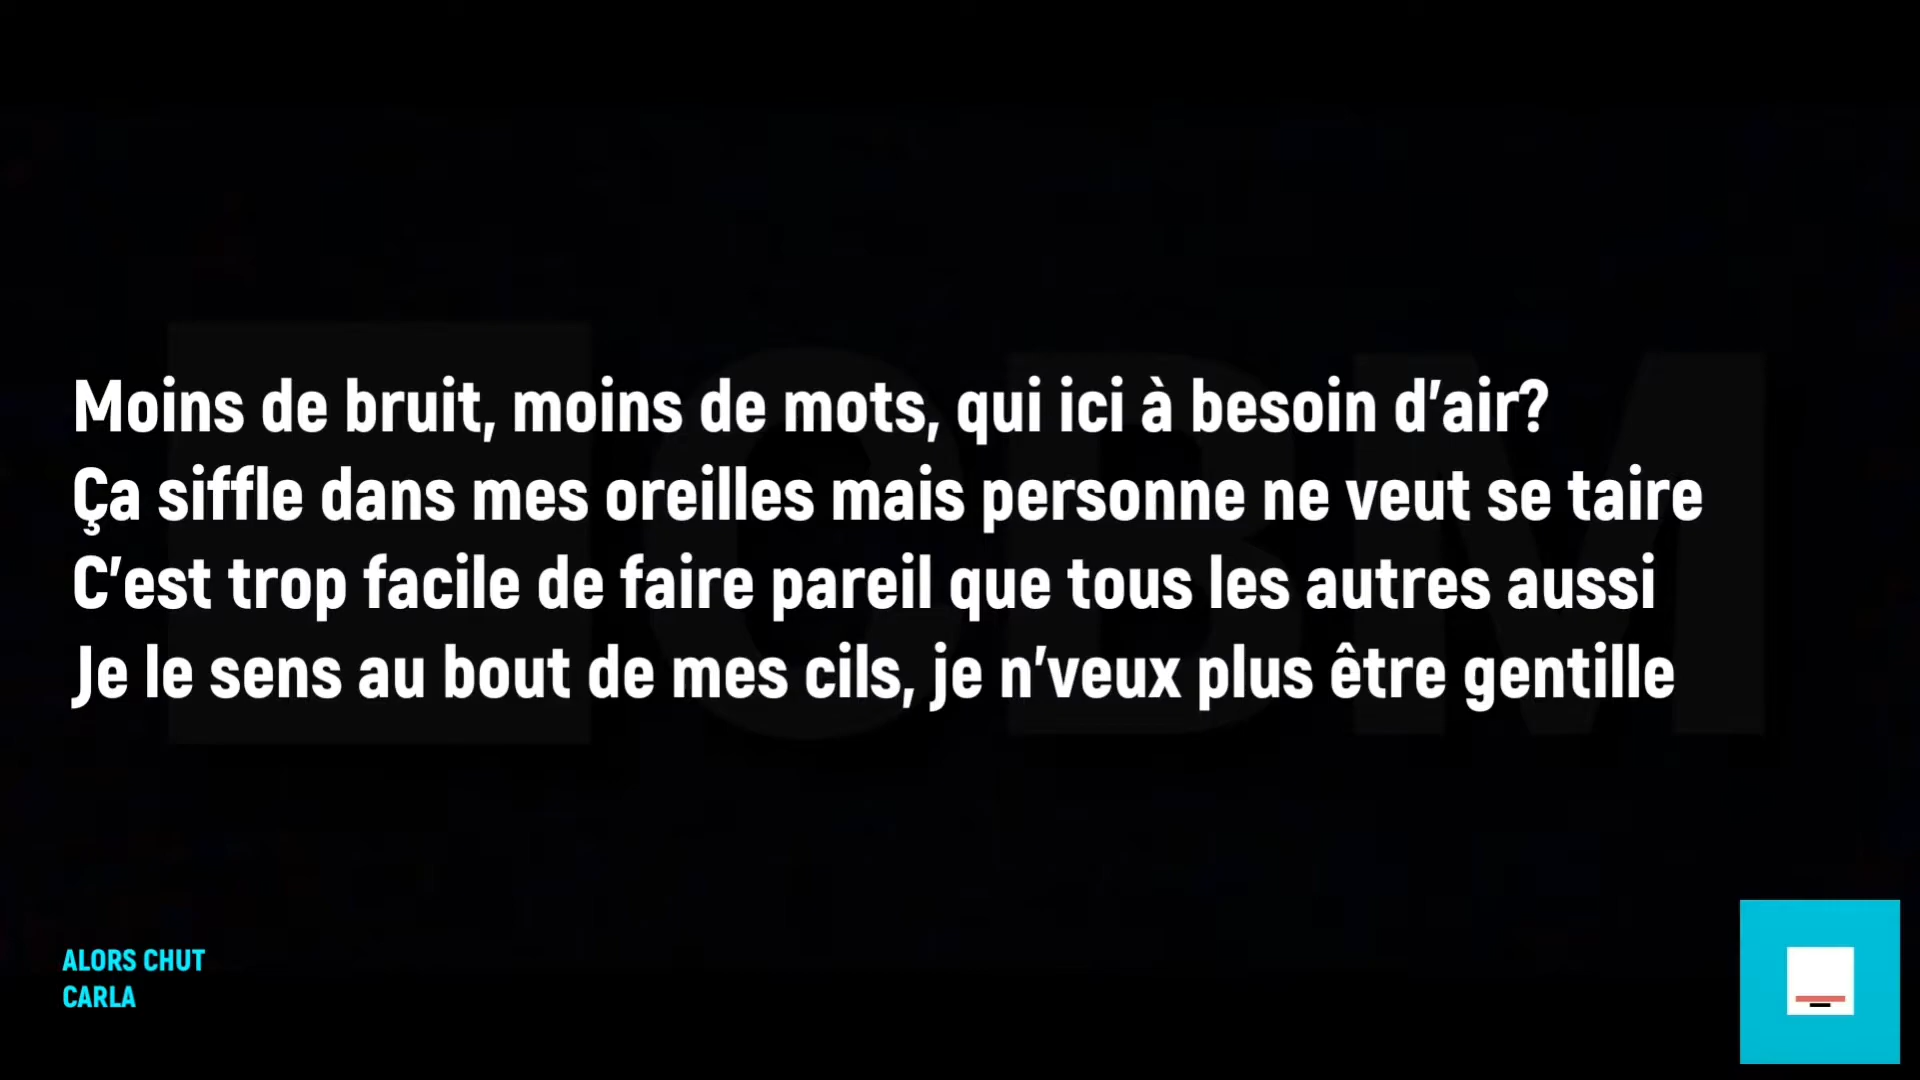 Moins de bruit, moins de mots, qui ici à besoin d’air?
Ça siffle dans mes oreilles mais personne ne veut se taire
C’est trop facile de faire pareil que tous les autres aussi
Je le sens au bout de mes cils, je n’veux plus être gentille
CBM
ALORS CHUT
CARLA